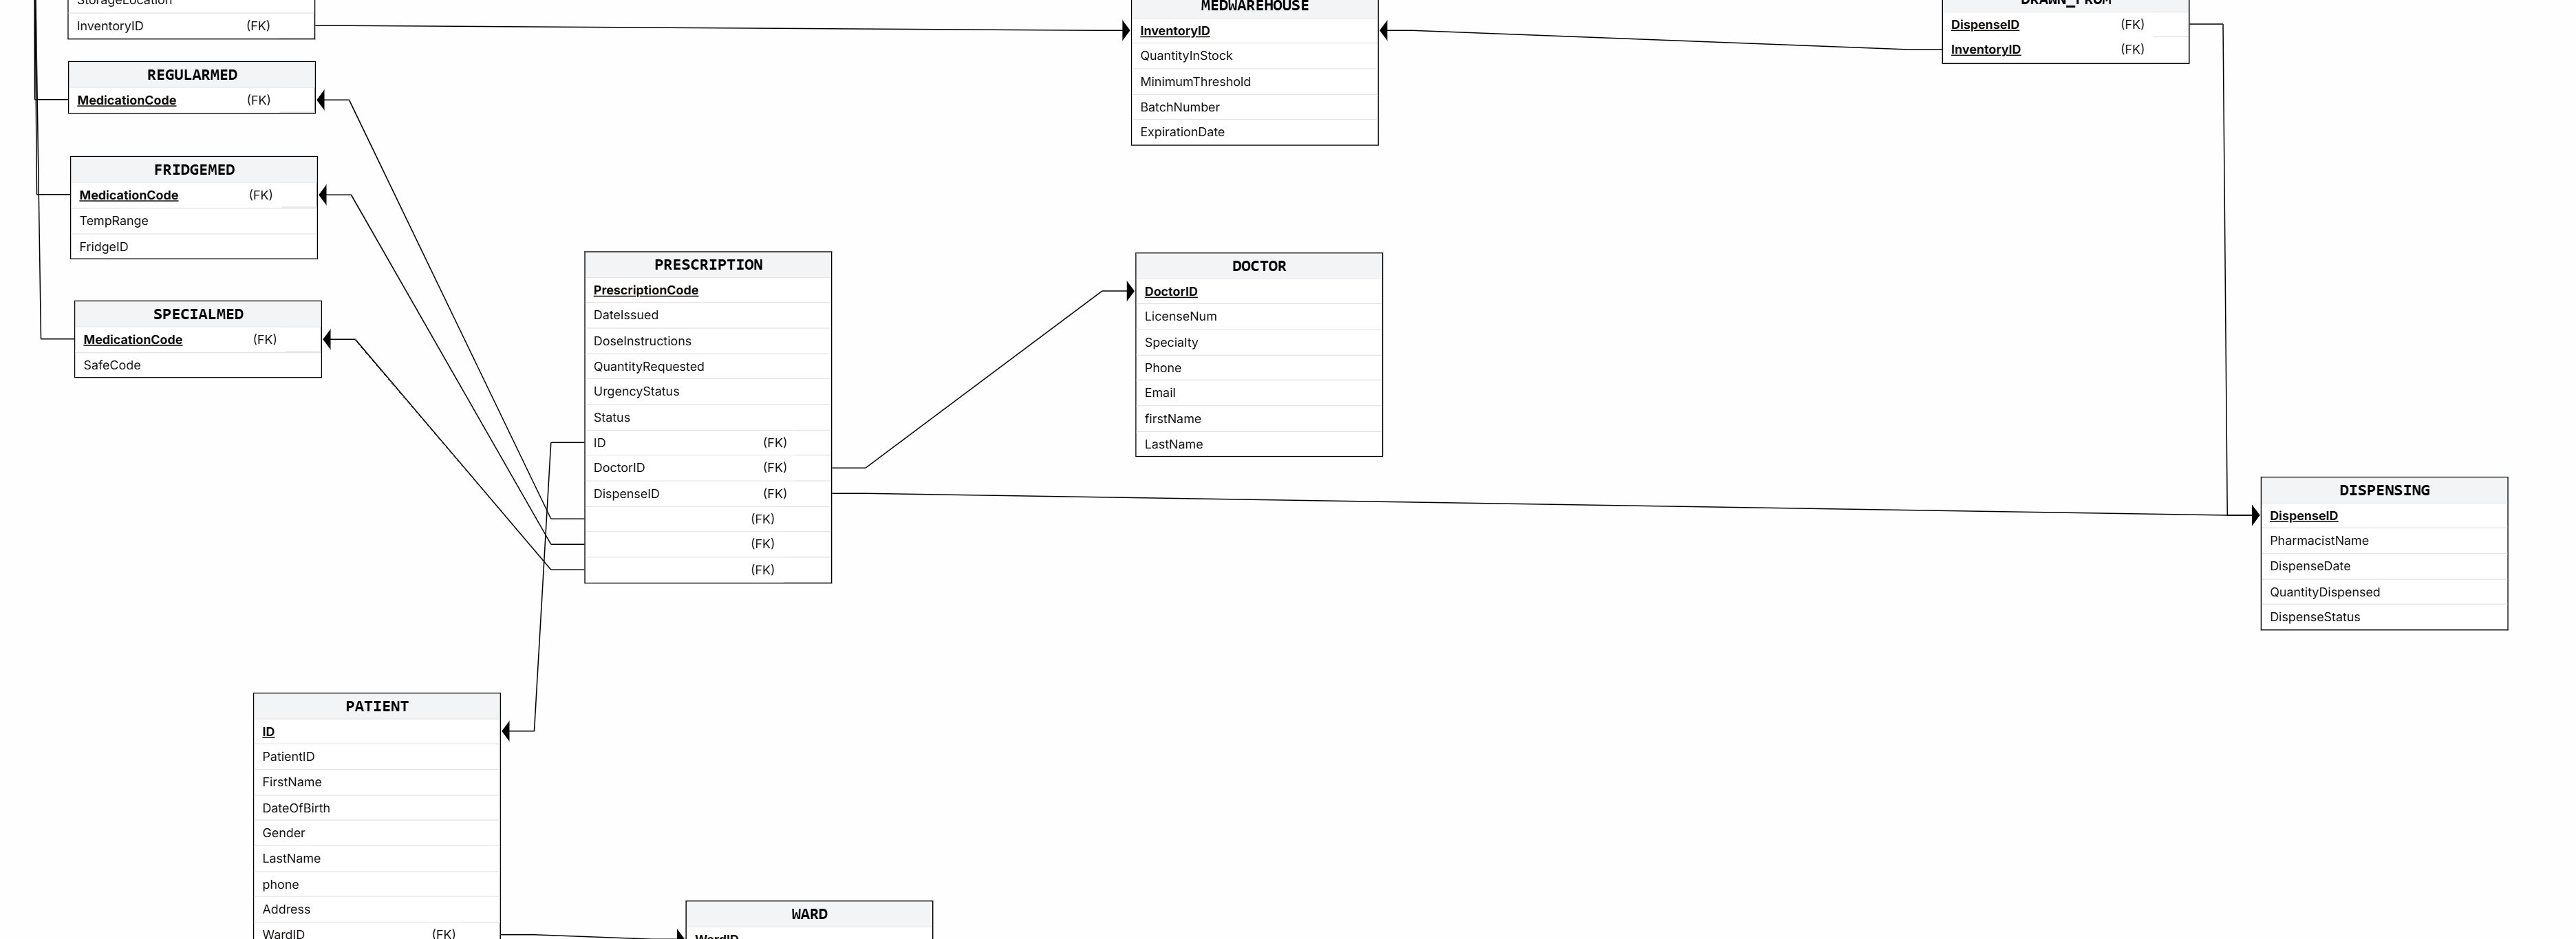 StorageLocation
InventoryID (FK)
REGULARMED
MedicationCode (FK)
FRIDGEMED
MedicationCode (FK)
TempRange
FridgeID
SPECIALMED
MedicationCode (FK)
SafeCode
MEDWAREHOUSE
InventoryID
QuantityInStock
MinimumThreshold
BatchNumber
ExpirationDate
DRAWN_FROM
DispenseID (FK)
InventoryID (FK)
PRESCRIPTION
PrescriptionCode
DateIssued
DoseInstructions
QuantityRequested
UrgencyStatus
Status
ID (FK)
DoctorID (FK)
DispenseID (FK)
(FK)
(FK)
(FK)
DOCTOR
DoctorID
LicenseNum
Specialty
Phone
Email
firstName
LastName
DISPENSING
DispenseID
PharmacistName
DispenseDate
QuantityDispensed
DispenseStatus
PATIENT
ID
PatientID
FirstName
DateOfBirth
Gender
LastName
phone
Address
WardID (FK)
WARD
WardID